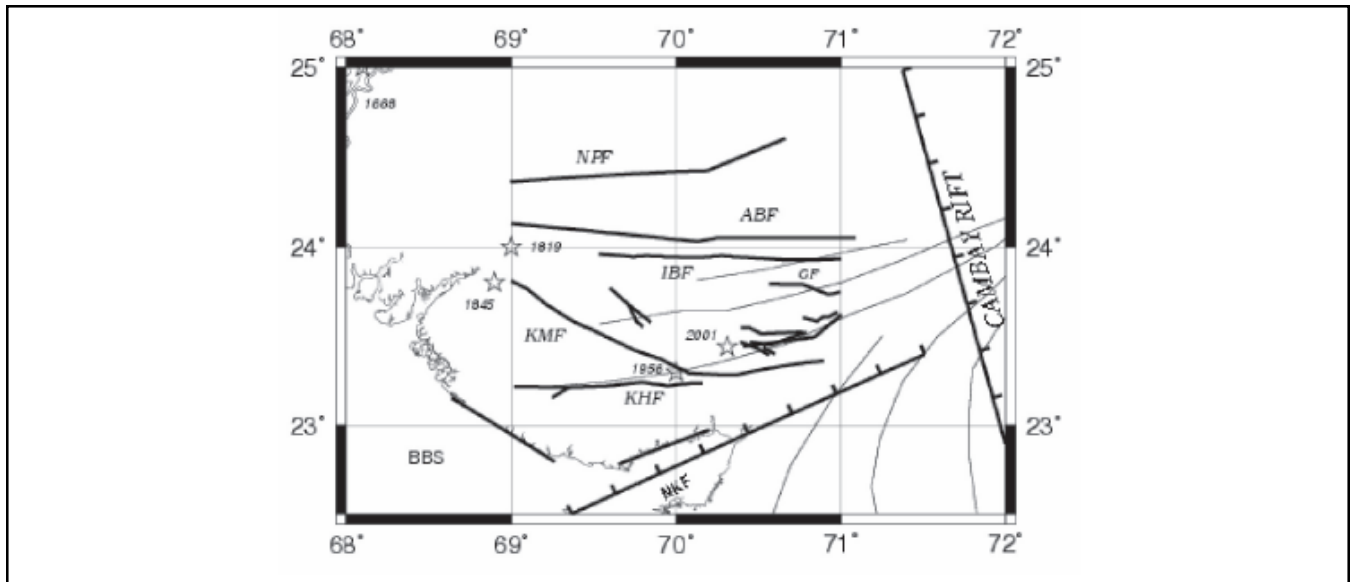 68° 69° 70° 71° 72°
25° 25°
1668
NPF
CAMBAY RIFT
ABF
24° 24°
1819
IBF
GF
1845
KMF
2001
1956
KHF
23° 23°
BBS
NKF
68° 69° 70° 71° 72°